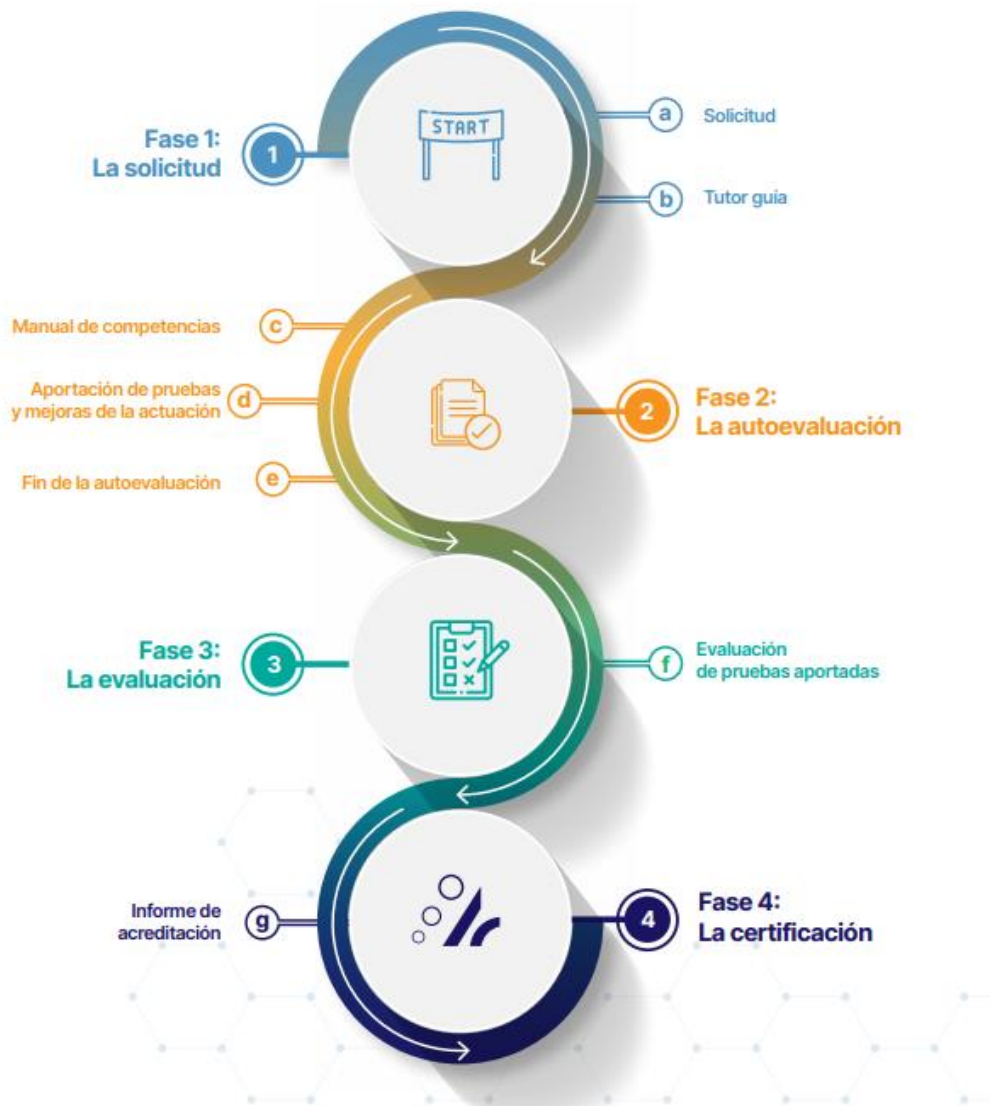 START
Fase 1:
La solicitud
1
a
Solicitud
b
Tutor guía
c
Manual de competencias
d
Aportación de pruebas
y mejoras de la actuación
e
Fin de la autoevaluación
2
Fase 2:
La autoevaluación
Fase 3:
La evaluación
3
f
Evaluación
de pruebas aportadas
g
Informe de
acreditación
4
Fase 4:
La certificación